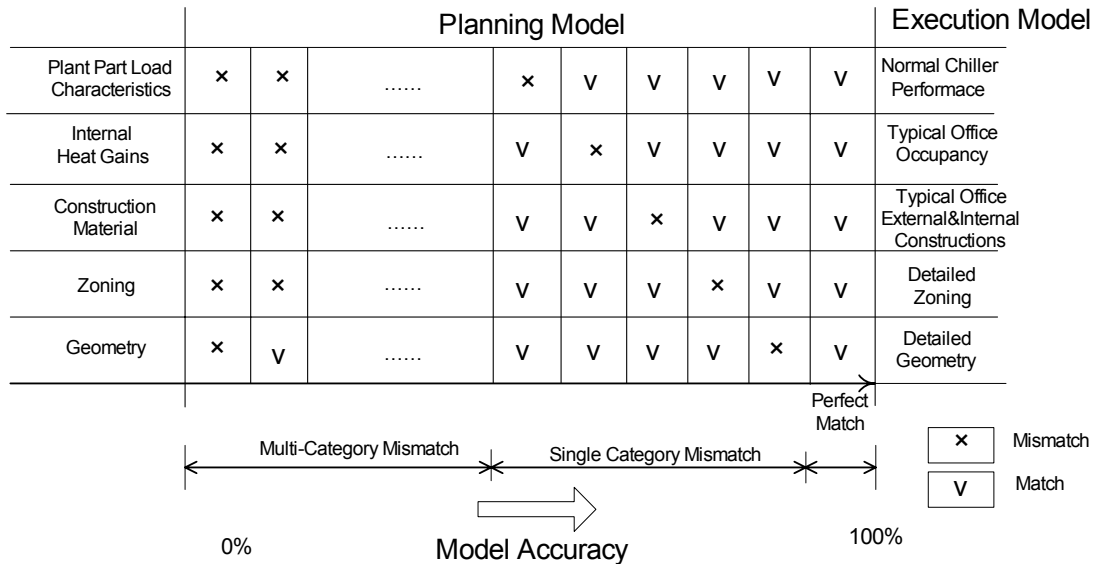 Planning Model
Execution Model
Plant Part Load
Characteristics
× × ...... × V V V V V
Normal Chiller
Performace
Internal
Heat Gains
× × ...... V × V V V V
Typical Office
Occupancy
Construction
Material
× × ...... V V × V V V
Typical Office
External&Internal
Constructions
Zoning
× × ...... V V V × V V
Detailed
Zoning
Geometry
× V ...... V V V V × V
Detailed
Geometry
Perfect
Match
Multi-Category Mismatch
Single Category Mismatch
× Mismatch
V Match
0%
Model Accuracy
100%